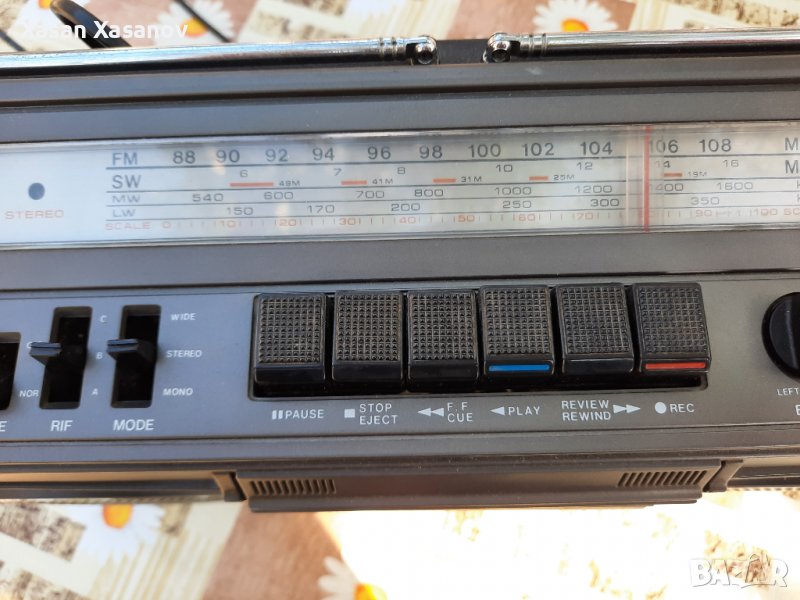 Xasan Xasanov
FM 88 90 92 94 96 98 100 102 104 106 108 M
SW 6 49M 7 41M 8 31M 10 25M 12 14 19M 16 M
MW 540 600 700 800 1000 1200 1400 1600
LW 150 170 200 250 300 350
SCALE 0 10 20 30 40 50 60 70 90 100
STEREO
C WIDE
B STEREO
NOR A MONO
RIF MODE
PAUSE STOP EJECT F.F CUE PLAY REVIEW REWIND REC
LEFT
BAZAR